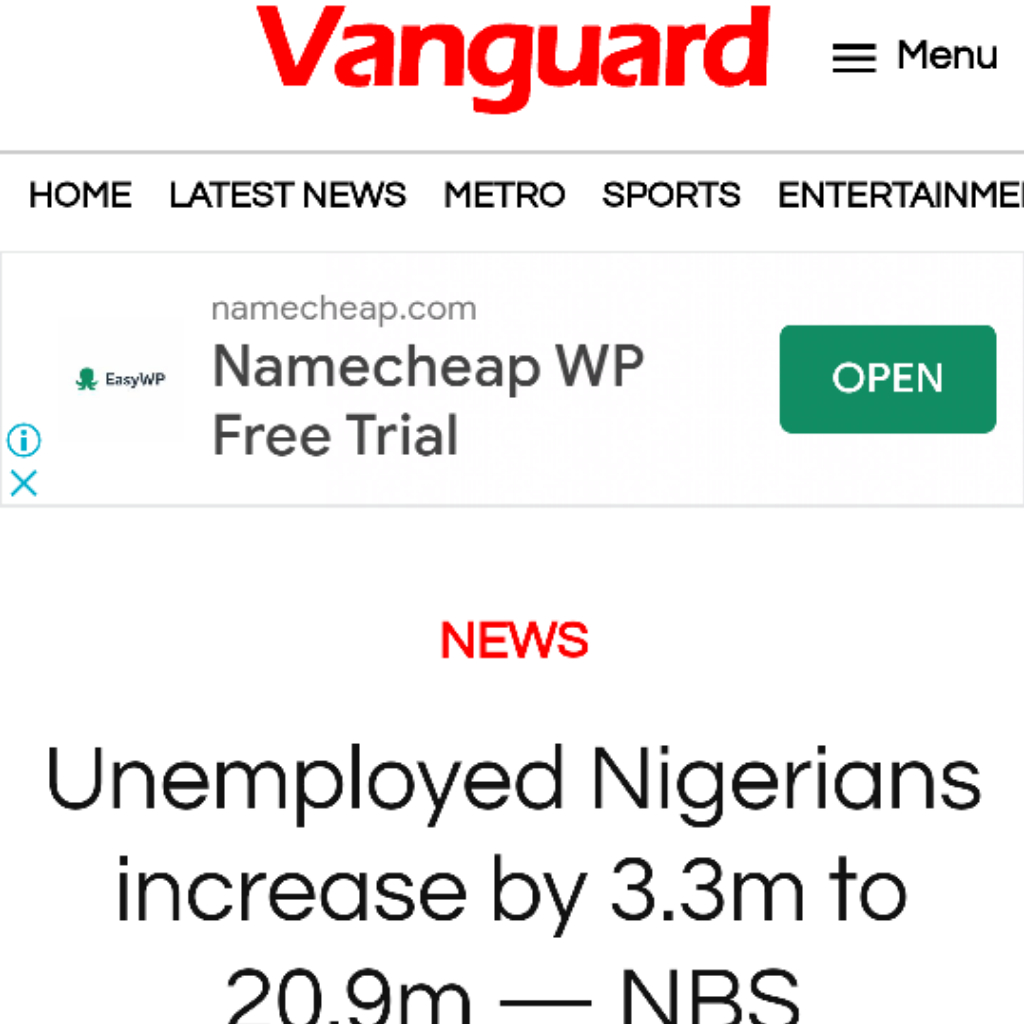 Vanguard
Menu
HOME LATEST NEWS METRO SPORTS ENTERTAINME
namecheap.com
EasyWP
Namecheap WP
Free Trial
OPEN
NEWS
Unemployed Nigerians
increase by 3.3m to
20.9m — NBS